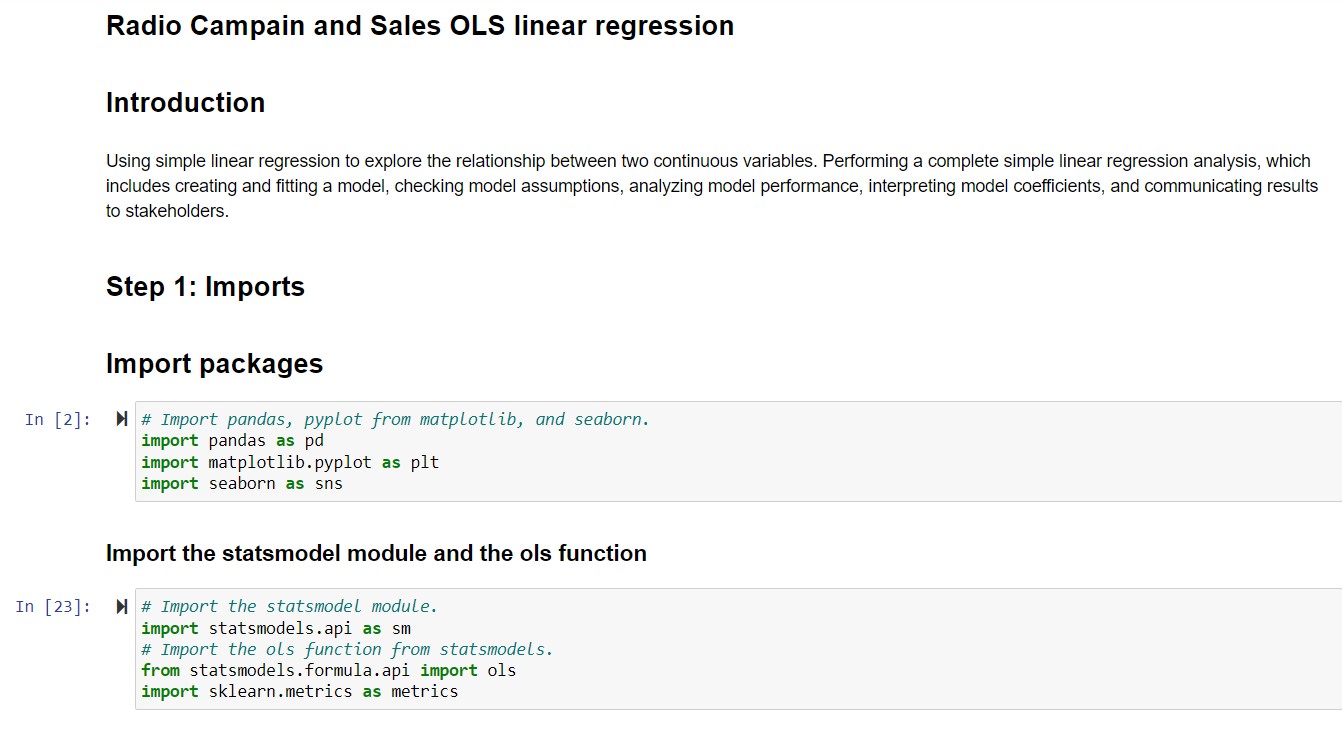 Radio Campain and Sales OLS linear regression
Introduction
Using simple linear regression to explore the relationship between two continuous variables. Performing a complete simple linear regression analysis, which
includes creating and fitting a model, checking model assumptions, analyzing model performance, interpreting model coefficients, and communicating results
to stakeholders.
Step 1: Imports
Import packages
In [2]:
# Import pandas, pyplot from matplotlib, and seaborn.
import pandas as pd
import matplotlib.pyplot as plt
import seaborn as sns
Import the statsmodel module and the ols function
In [23]:
# Import the statsmodel module.
import statsmodels.api as sm
# Import the ols function from statsmodels.
from statsmodels.formula.api import ols
import sklearn.metrics as metrics